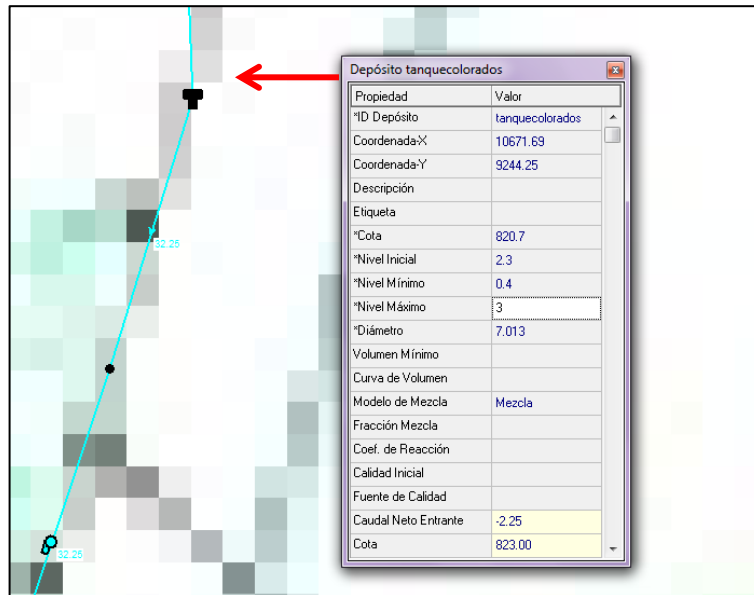 Depósito tanquecolorados
Propiedad Valor
*ID Depósito tanquecolorados
Coordenada-X 10671.69
Coordenada-Y 9244.25
Descripción
Etiqueta
*Cota 820.7
*Nivel Inicial 2.3
*Nivel Mínimo 0.4
*Nivel Máximo 3
*Diámetro 7.013
Volumen Mínimo
Curva de Volumen
Modelo de Mezcla Mezcla
Fracción Mezcla
Coef. de Reacción
Calidad Inicial
Fuente de Calidad
Caudal Neto Entrante -2.25
Cota 823.00
32.26
32.26